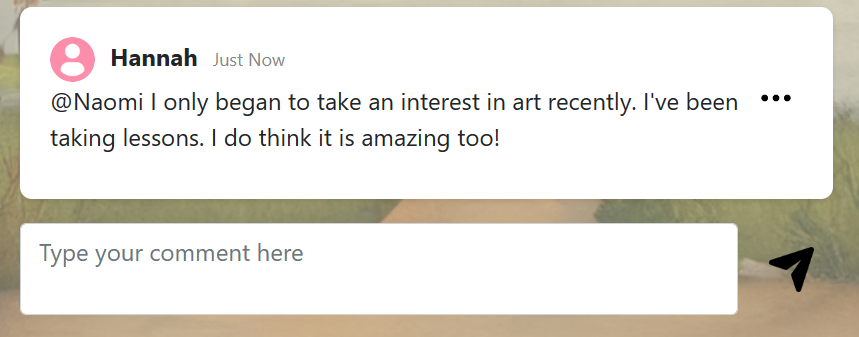 Hannah Just Now
@Naomi I only began to take an interest in art recently. I've been
taking lessons. I do think it is amazing too!
Type your comment here